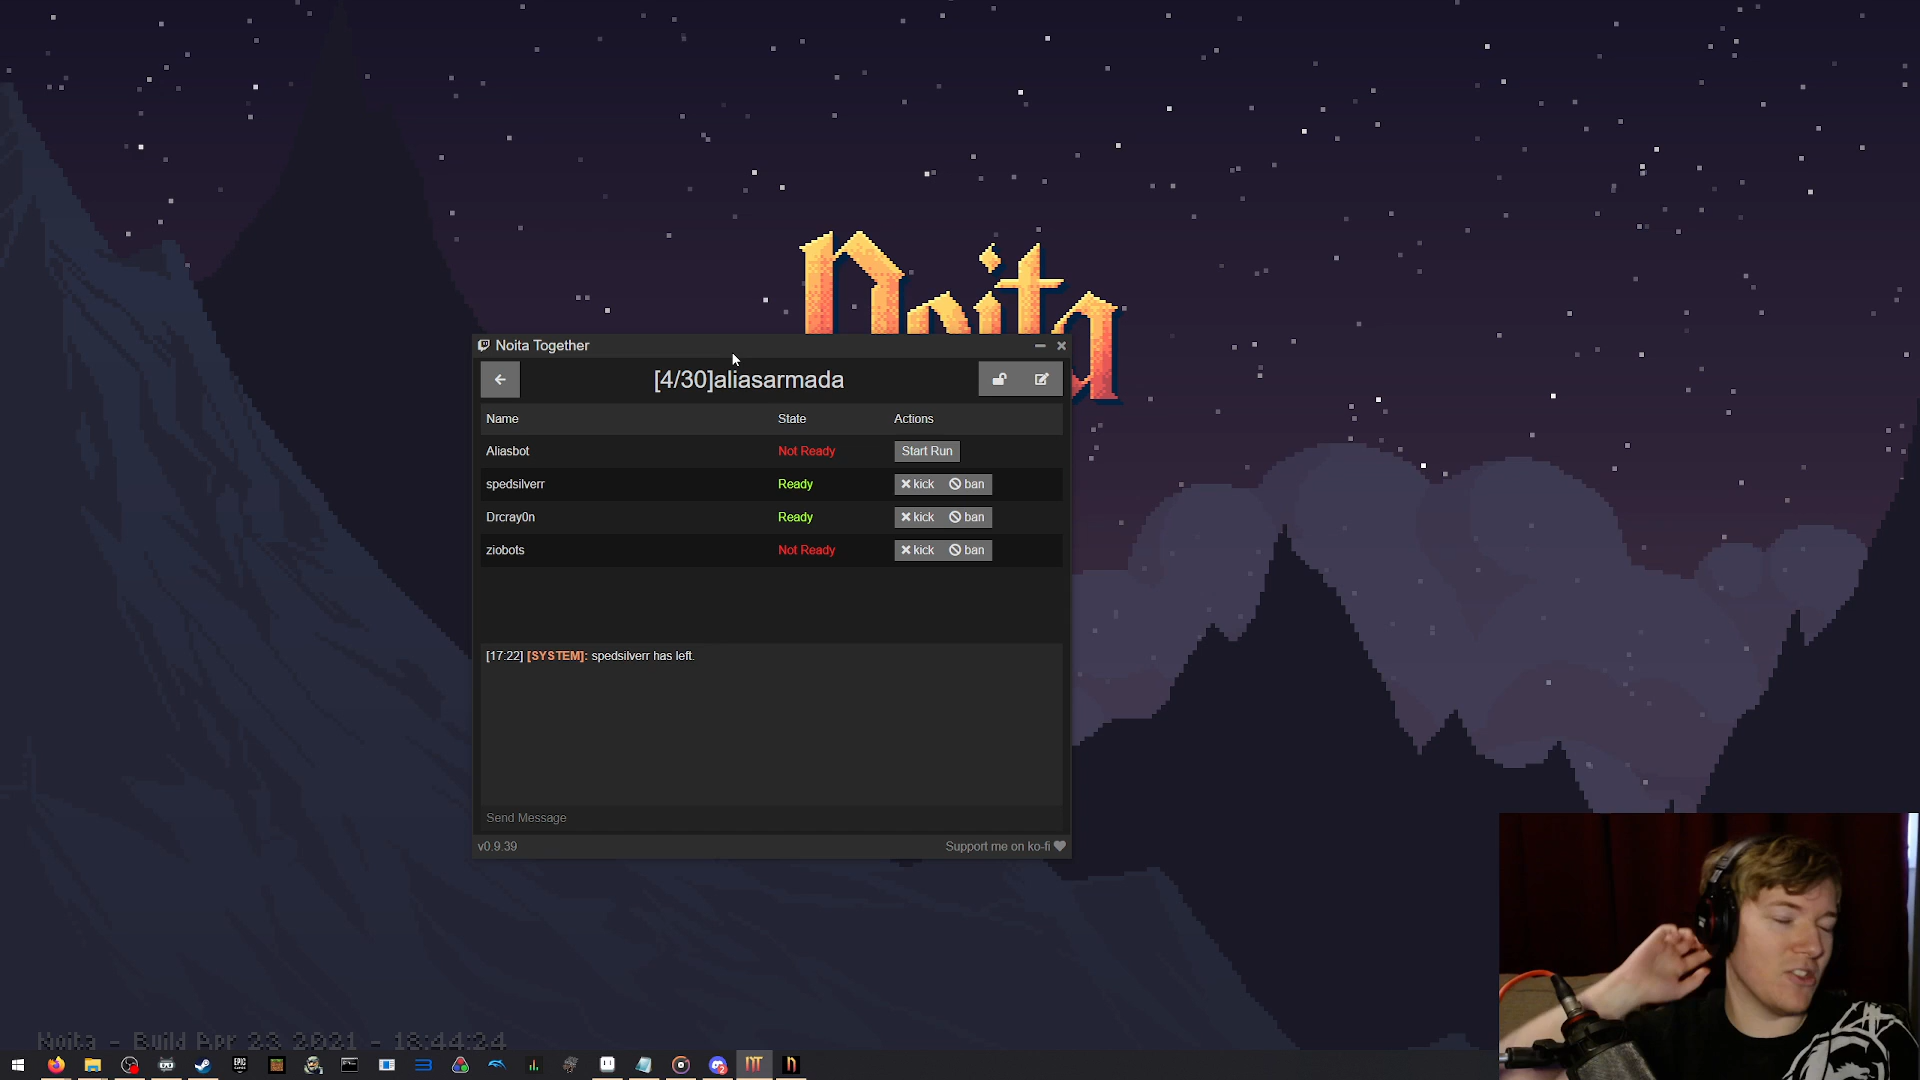 Noita
Noita Together
[4/30]aliasarmada
Name State Actions
Aliasbot Not Ready Start Run
spedsilverr Ready kick ban
Drcray0n Ready kick ban
ziobots Not Ready kick ban
[17:22] [SYSTEM]: spedsilverr has left.
Send Message
v0.9.39 Support me on ko-fi
Noita - Build Apr 23 2021 - 18:44:24